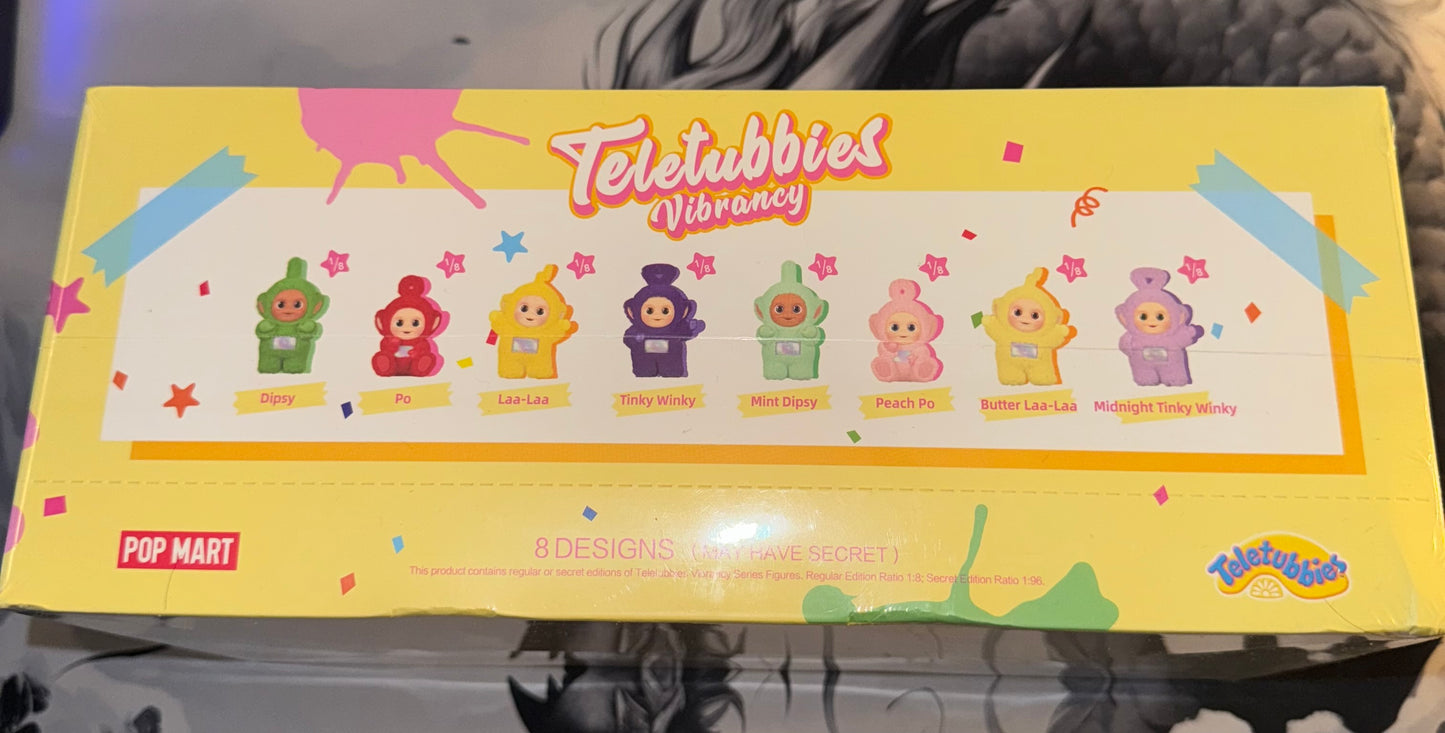 Teletubbies
Vibrancy
1/8 1/8 1/8 1/8 1/8 1/8 1/8 1/8
Dipsy Po Laa-Laa Tinky Winky Mint Dipsy Peach Po Butter Laa-Laa Midnight Tinky Winky
POP MART
8 DESIGNS (MAY HAVE SECRET)
This product contains regular or secret editions of Teletubbies Vibrancy Series Figures. Regular Edition Ratio 1:8; Secret Edition Ratio 1:96.
Teletubbies